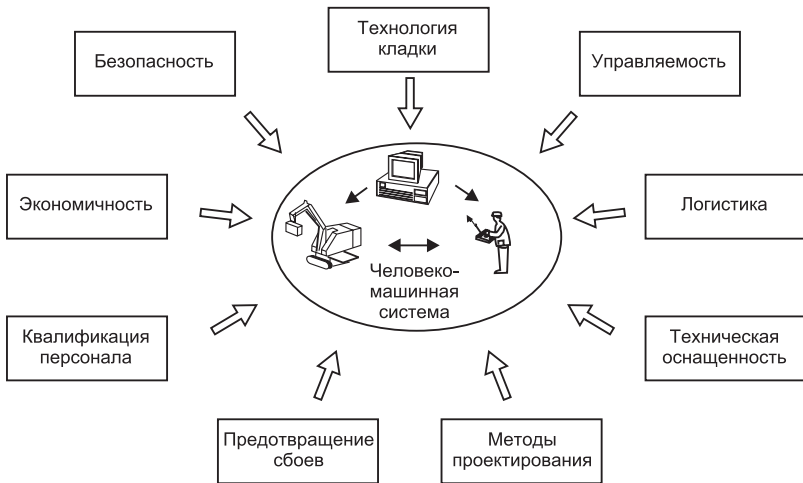 Технология
кладки
Безопасность
Управляемость
Экономичность
Логистика
Человеко-
машинная
система
Квалификация
персонала
Техническая
оснащенность
Предотвращение
сбоев
Методы
проектирования